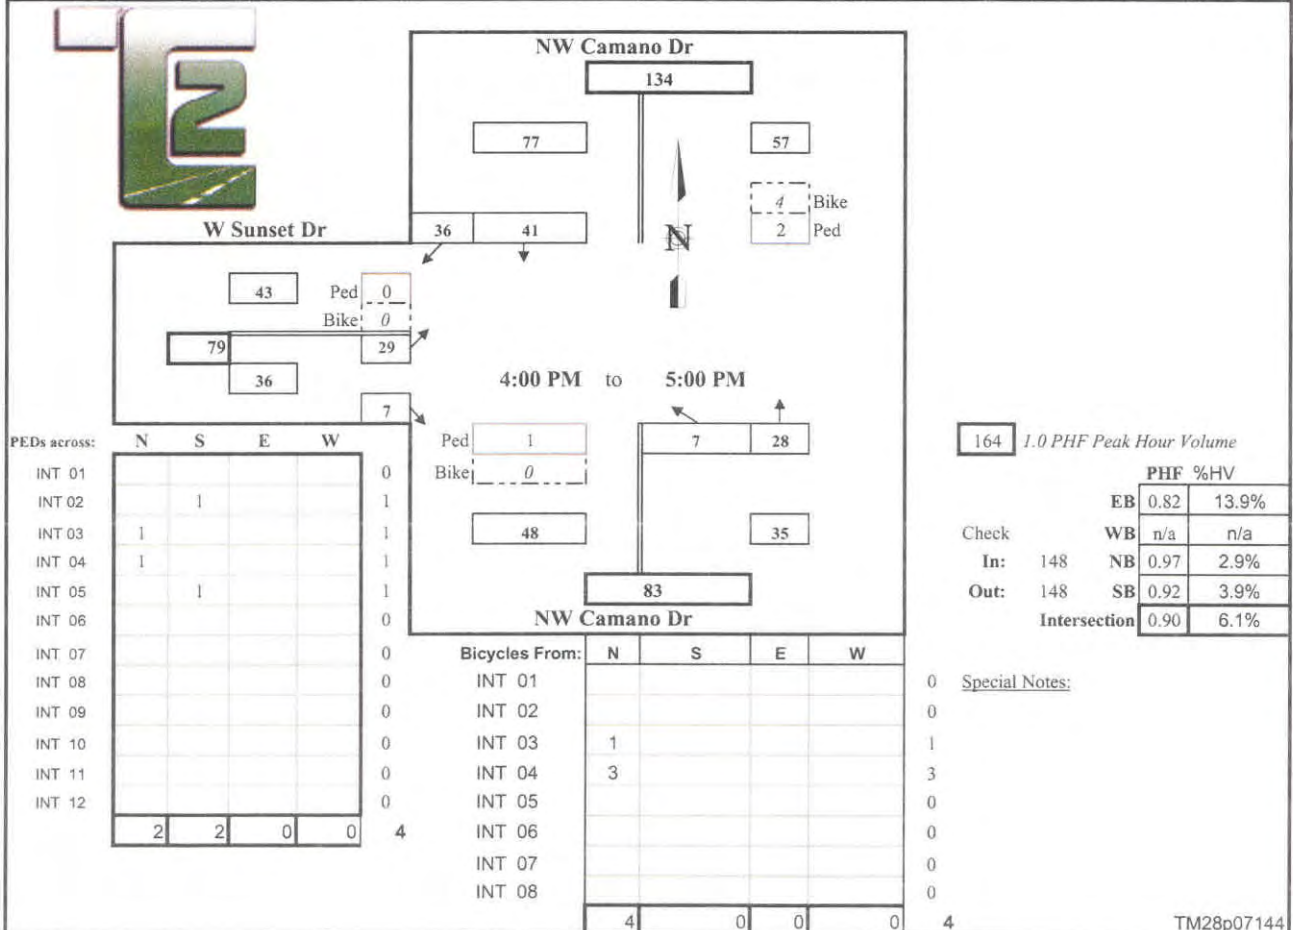 TE2
NW Camano Dr
134
77 57
4 Bike
2 Ped
W Sunset Dr
36 41
N
43 Ped 0
Bike 0
79 29
36
7
4:00 PM to 5:00 PM
Ped 1
Bike 0
7 28
48 35
83
NW Camano Dr
164 1.0 PHF Peak Hour Volume
PHF %HV
EB 0.82 13.9%
Check WB n/a n/a
In: 148 NB 0.97 2.9%
Out: 148 SB 0.92 3.9%
Intersection 0.90 6.1%
Special Notes:
PEDs across: N S E W
INT 01 0
INT 02 1 1
INT 03 1 1
INT 04 1 1
INT 05 1 1
INT 06 0
INT 07 0
INT 08 0
INT 09 0
INT 10 0
INT 11 0
INT 12 0
2 2 0 0 4
Bicycles From: N S E W
INT 01 0
INT 02 0
INT 03 1 1
INT 04 3 3
INT 05 0
INT 06 0
INT 07 0
INT 08 0
4 0 0 0 4
TM28p07144